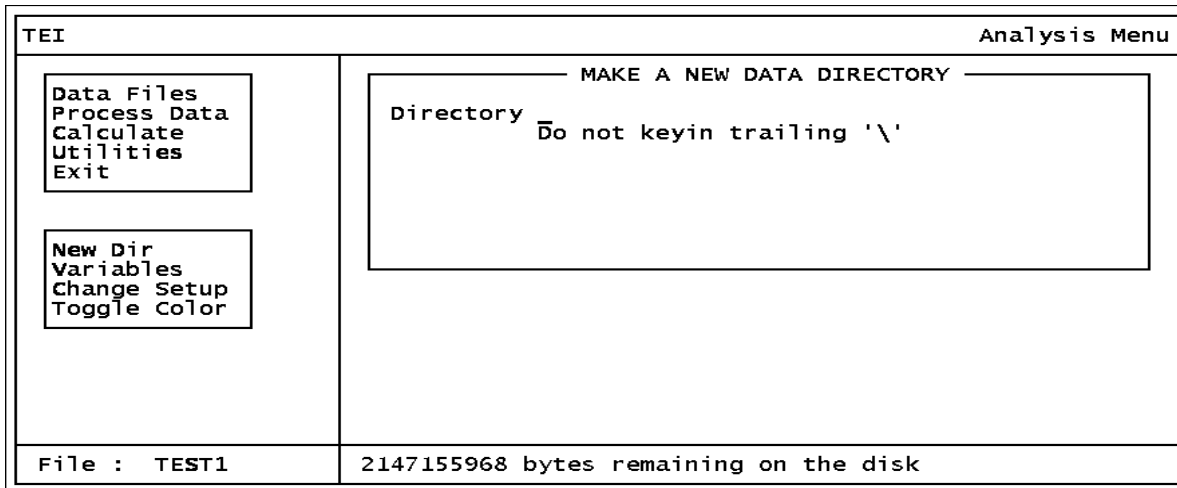 TEI
Analysis Menu
Data Files
Process Data
Calculate
Utilities
Exit
New Dir
Variables
Change Setup
Toggle Color
MAKE A NEW DATA DIRECTORY
Directory _
Do not keyin trailing '\'
File : TEST1
2147155968 bytes remaining on the disk